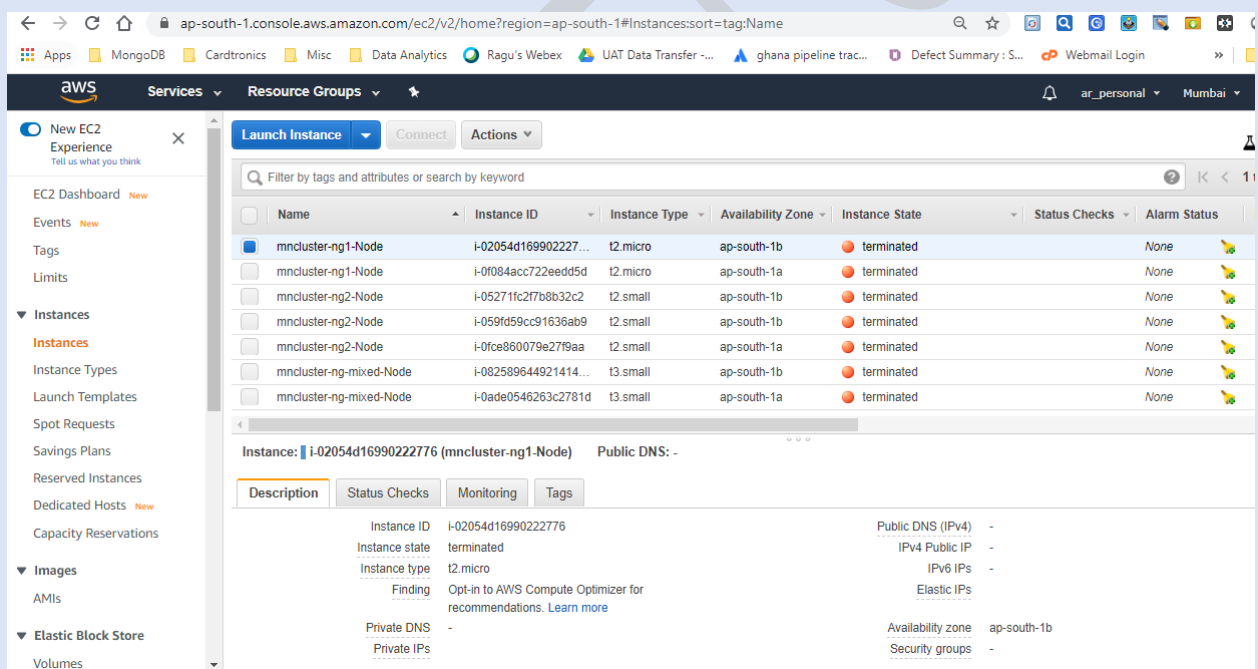 ap-south-1.console.aws.amazon.com/ec2/v2/home?region=ap-south-1#Instances:sort=tag:Name
Apps MongoDB Cardtronics Misc Data Analytics Ragu's Webex UAT Data Transfer -... ghana pipeline trac... Defect Summary : S... cP Webmail Login »
aws Services Resource Groups ar_personal Mumbai
New EC2
Experience
Tell us what you think
Launch Instance Connect Actions
Filter by tags and attributes or search by keyword
EC2 Dashboard New
Events New
Tags
Limits
Instances
Instances
Instance Types
Launch Templates
Spot Requests
Savings Plans
Reserved Instances
Dedicated Hosts New
Capacity Reservations
Images
AMIs
Elastic Block Store
Volumes
Name Instance ID Instance Type Availability Zone Instance State Status Checks Alarm Status
mncluster-ng1-Node i-02054d169902227... t2.micro ap-south-1b terminated None
mncluster-ng1-Node i-0f084acc722eedd5d t2.micro ap-south-1a terminated None
mncluster-ng2-Node i-05271fc2f7b8b32c2 t2.small ap-south-1b terminated None
mncluster-ng2-Node i-059fd59cc91636ab9 t2.small ap-south-1b terminated None
mncluster-ng2-Node i-0fce860079e27f9aa t2.small ap-south-1a terminated None
mncluster-ng-mixed-Node i-082589644921414... t3.small ap-south-1b terminated None
mncluster-ng-mixed-Node i-0ade0546263c2781d t3.small ap-south-1a terminated None
Instance: i-02054d16990222776 (mncluster-ng1-Node) Public DNS: -
Description Status Checks Monitoring Tags
Instance ID i-02054d16990222776 Public DNS (IPv4) -
Instance state terminated IPv4 Public IP -
Instance type t2.micro IPv6 IPs -
Finding Opt-in to AWS Compute Optimizer for Elastic IPs
recommendations. Learn more
Private DNS - Availability zone ap-south-1b
Private IPs Security groups -